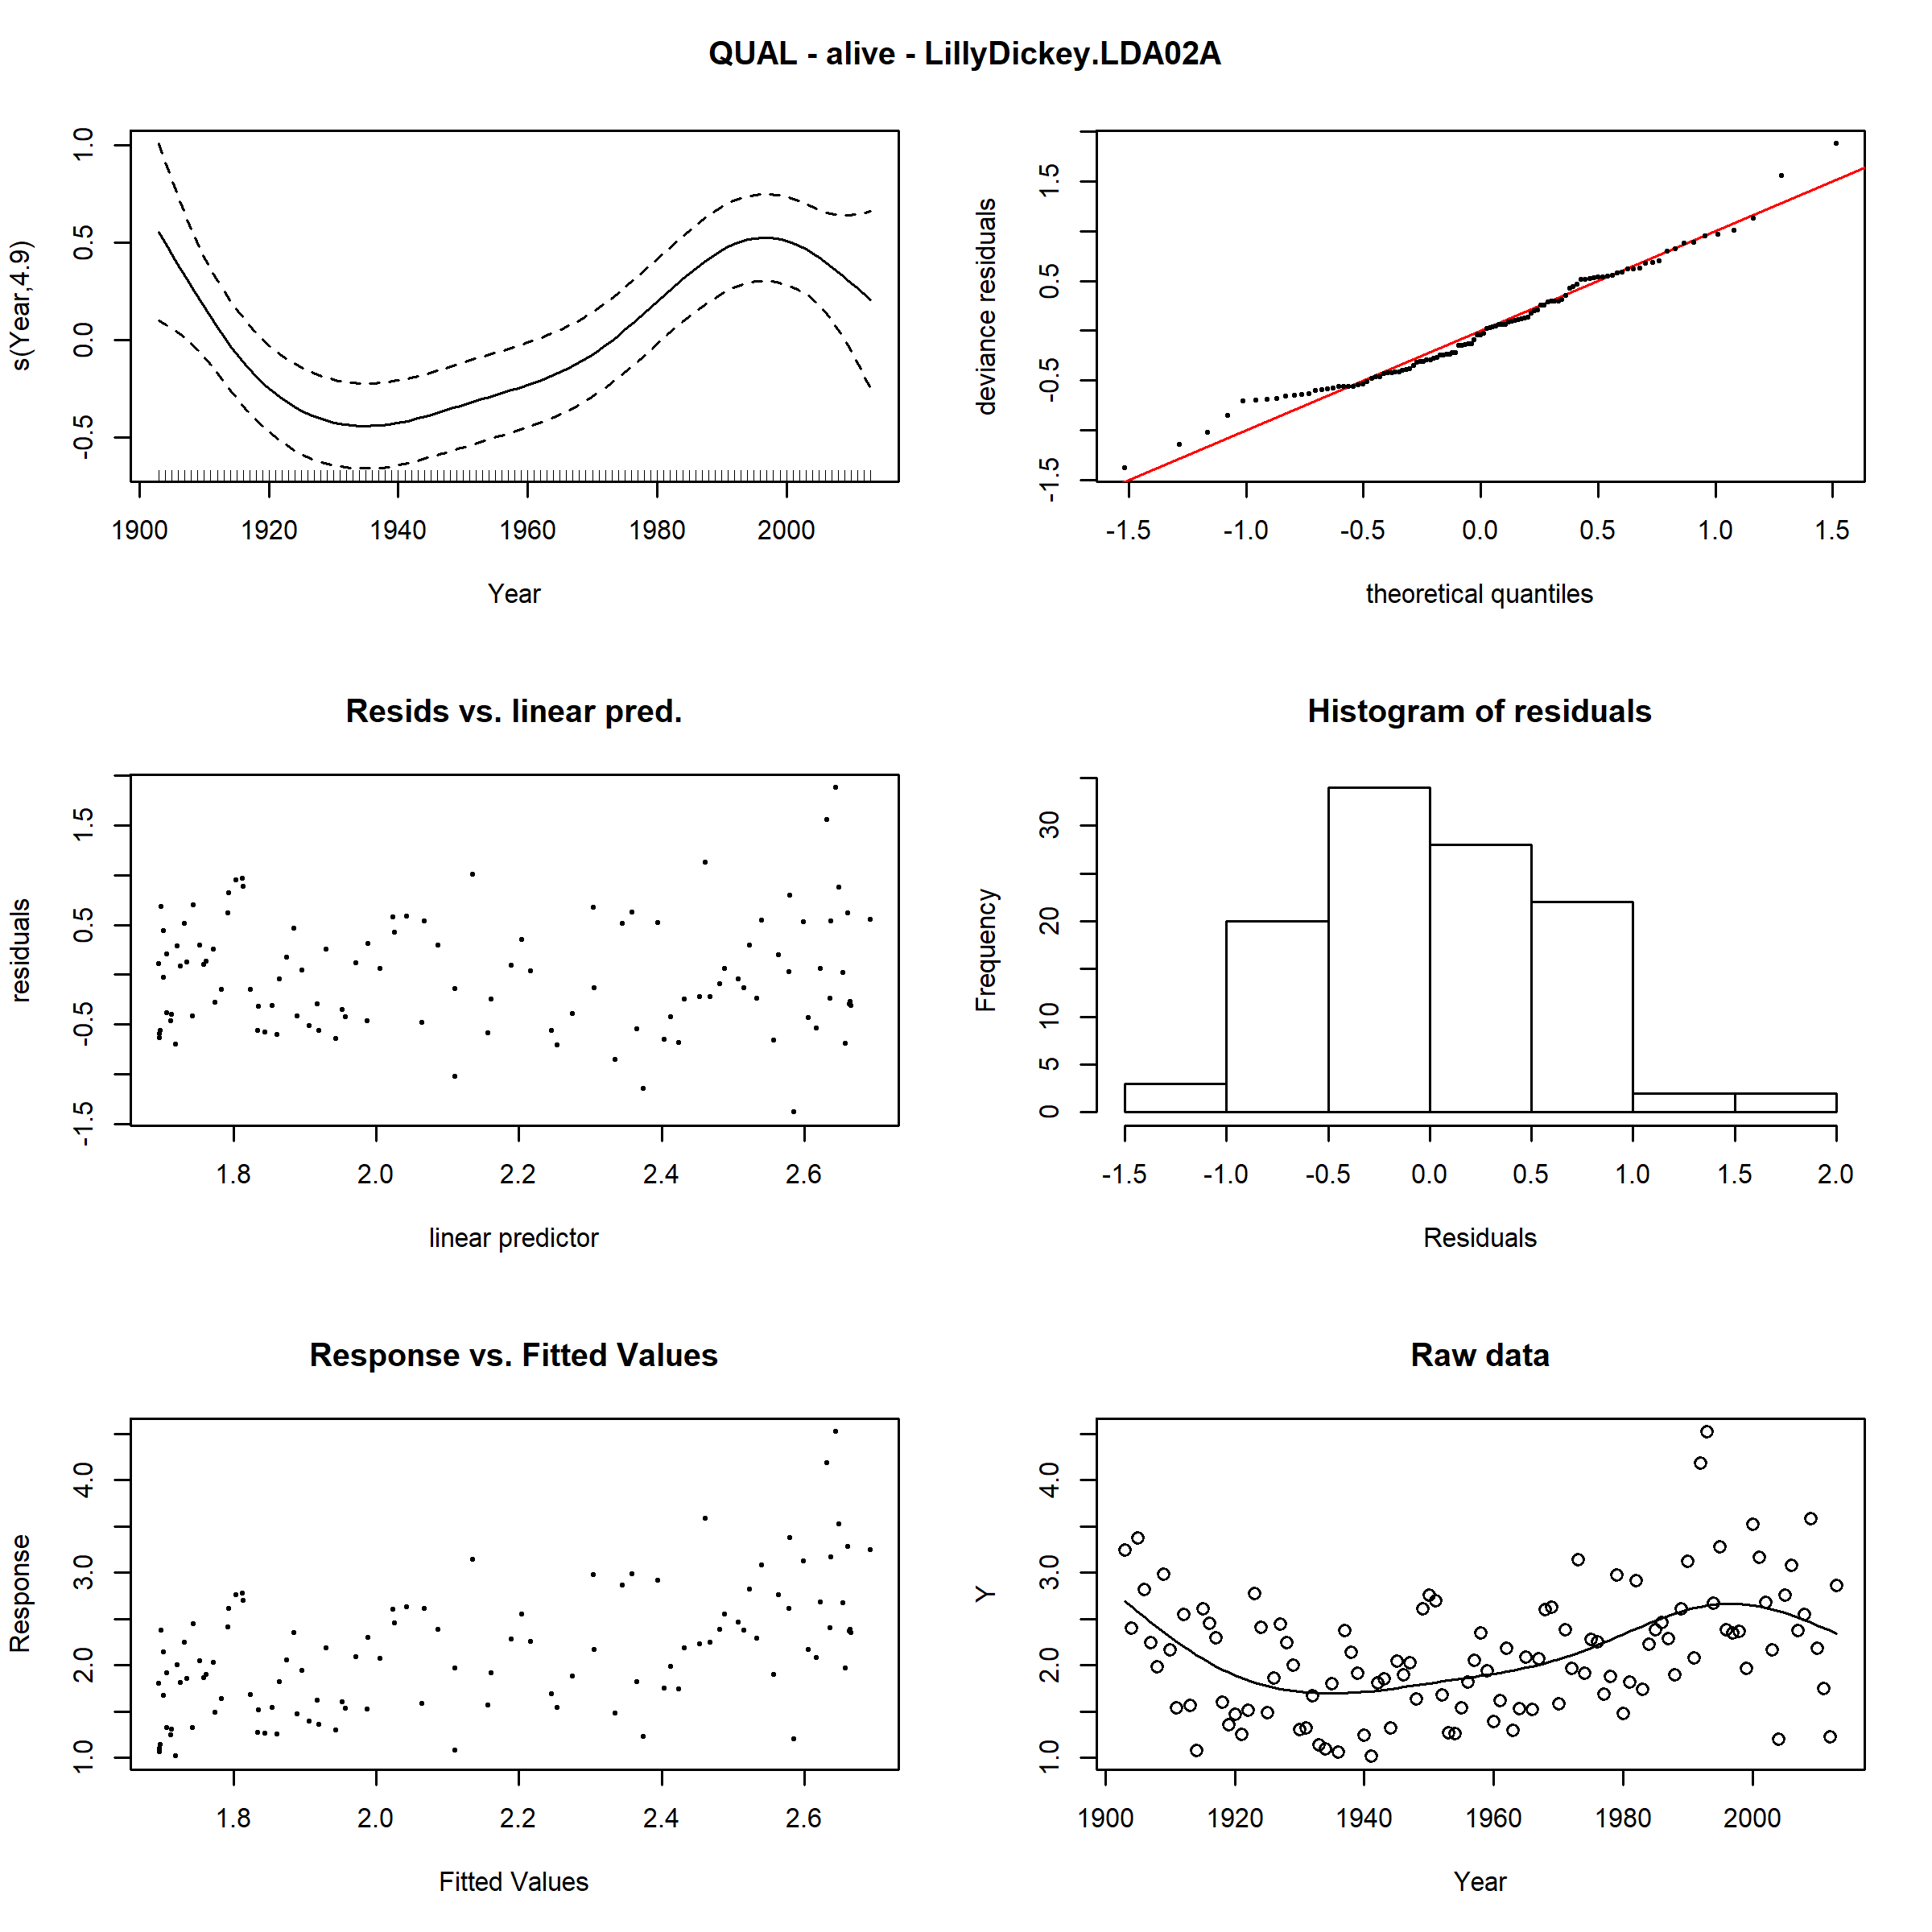 QUAL - alive - LillyDickey.LDA02A
s(Year,4.9)
1.0
0.5
0.0
-0.5
1900 1920 1940 1960 1980 2000
Year
deviance residuals
1.5
0.5
-0.5
-1.5
-1.5 -1.0 -0.5 0.0 0.5 1.0 1.5
theoretical quantiles
Resids vs. linear pred.
residuals
1.5
0.5
-0.5
-1.5
1.8 2.0 2.2 2.4 2.6
linear predictor
Histogram of residuals
Frequency
30
20
10
5
0
-1.5 -1.0 -0.5 0.0 0.5 1.0 1.5 2.0
Residuals
Response vs. Fitted Values
Response
4.0
3.0
2.0
1.0
1.8 2.0 2.2 2.4 2.6
Fitted Values
Raw data
Y
4.0
3.0
2.0
1.0
1900 1920 1940 1960 1980 2000
Year